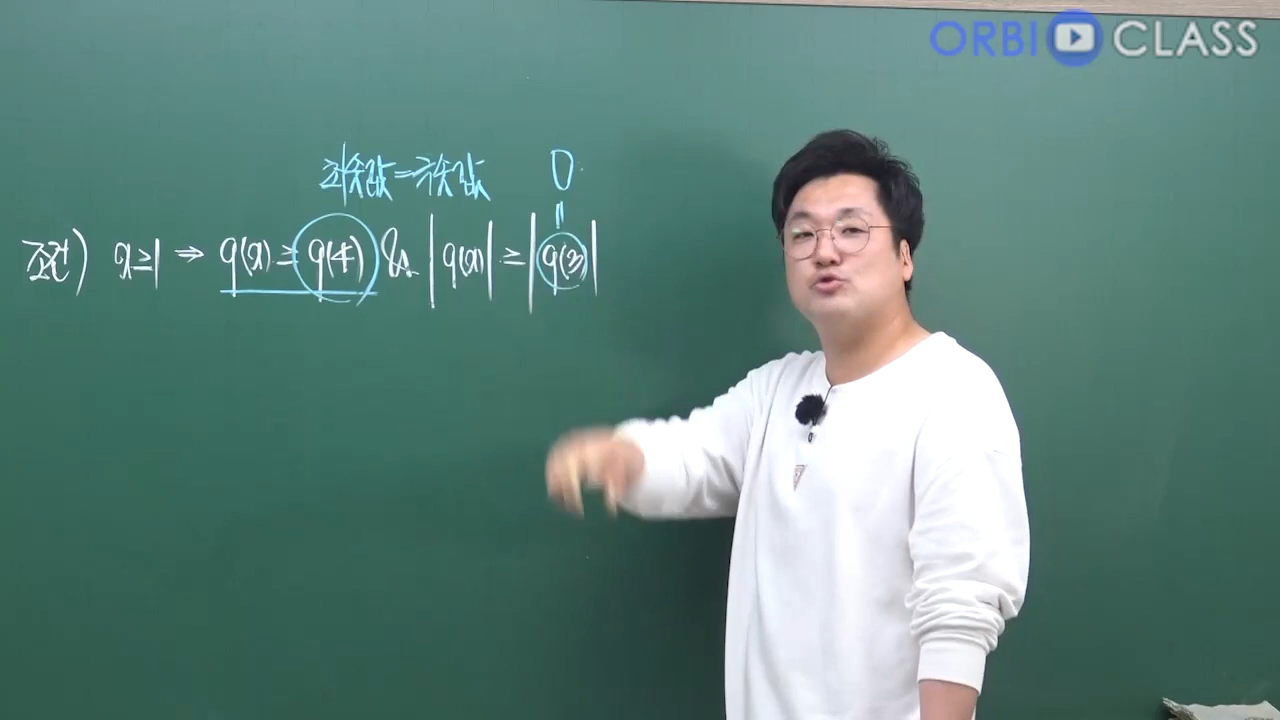 ORBI CLASS
최솟값=극솟값 0
=
조건) x≥1 ⇒ g(x)≥g(4) & |g(x)|≥|g(3)|